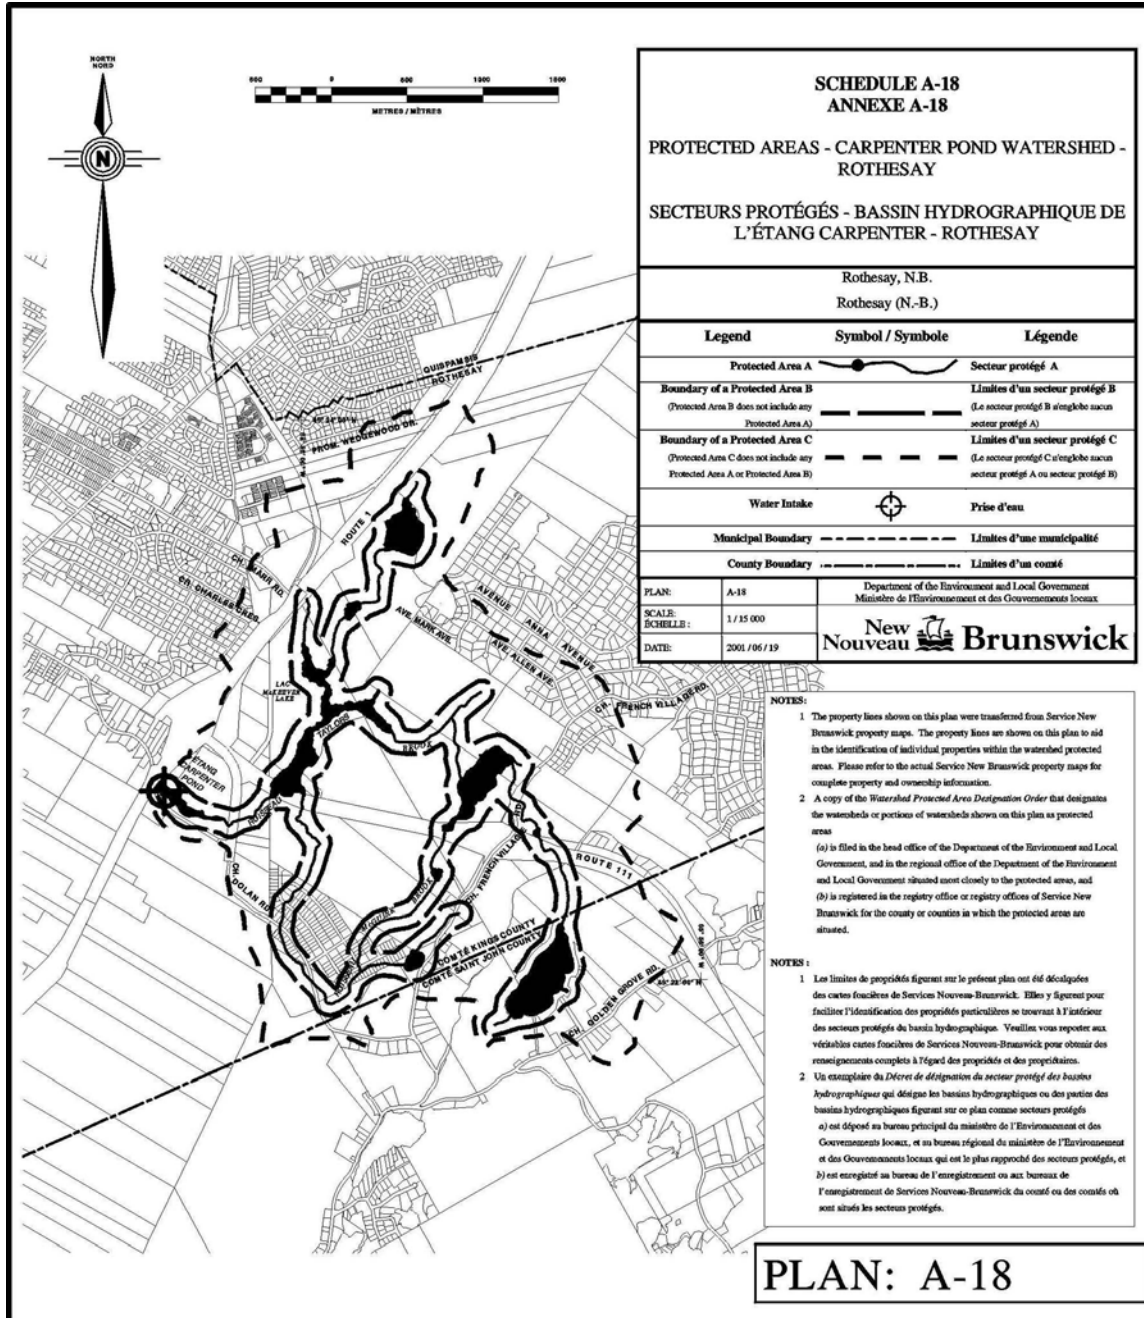 NORTH
NORD
N
600 0 600 1200 1800
METRES / MÈTRES
SCHEDULE A-18
ANNEXE A-18
PROTECTED AREAS - CARPENTER POND WATERSHED -
ROTHESAY
SECTEURS PROTÉGÉS - BASSIN HYDROGRAPHIQUE DE
L'ÉTANG CARPENTER - ROTHESAY
Rothesay, N.B.
Rothesay (N.-B.)
Legend Symbol / Symbole Légende
Protected Area A Secteur protégé A
Boundary of a Protected Area B Limites d'un secteur protégé B
(Protected Area B does not include any (Le secteur protégé B n'englobe aucun
Protected Area A) secteur protégé A)
Boundary of a Protected Area C Limites d'un secteur protégé C
(Protected Area C does not include any (Le secteur protégé C n'englobe aucun
Protected Area A or Protected Area B) secteur protégé A ou secteur protégé B)
Water Intake Prise d'eau
Municipal Boundary Limites d'une municipalité
County Boundary Limites d'un comté
PLAN: A-18
SCALE:
ÉCHELLE : 1 / 15 000
DATE: 2001 / 06 / 19
Department of the Environment and Local Government
Ministère de l'Environnement et des Gouvernements locaux
New
Nouveau Brunswick
QUISPAMSIS
ROTHESAY
PROM. WEDGEWOOD DR.
ROUTE 1
CH. MARR RD.
CR. CHARLES CRES.
AVE. MARK AVE.
AVENUE ANNA AVENUE
AVE. ALLEN AVE.
CH. FRENCH VILLAGE RD.
LAC
MAKEEVER
LAKE
TAYLORS
BROOK
ÉTANG
CARPENTER
POND
RUISSEAU
CH.
DOLAN RD.
CH. FRENCH VILLAGE RD.
ROUTE 111
BROOK
RUISSEAU
COMTÉ KINGS COUNTY
COMTÉ SAINT JOHN COUNTY
CH. GOLDEN GROVE RD.
NOTES:
1 The property lines shown on this plan were transferred from Service New
Brunswick property maps. The property lines are shown on this plan to aid
in the identification of individual properties within the watershed protected
areas. Please refer to the actual Service New Brunswick property maps for
complete property and ownership information.
2 A copy of the Watershed Protected Area Designation Order that designates
the watersheds or portions of watersheds shown on this plan as protected
areas
(a) is filed in the head office of the Department of the Environment and Local
Government, and in the regional office of the Department of the Environment
and Local Government situated most closely to the protected areas, and
(b) is registered in the registry office or registry offices of Service New
Brunswick for the county or counties in which the protected areas are
situated.
NOTES :
1 Les limites de propriétés figurant sur le présent plan ont été décalquées
des cartes foncières de Services Nouveau-Brunswick. Elles y figurent pour
faciliter l'identification des propriétés particulières se trouvant à l'intérieur
des secteurs protégés du bassin hydrographique. Veuillez vous reporter aux
véritables cartes foncières de Services Nouveau-Brunswick pour obtenir des
renseignements complets à l'égard des propriétés et des propriétaires.
2 Un exemplaire du Décret de désignation du secteur protégé des bassins
hydrographiques qui désigne les bassins hydrographiques ou des parties des
bassins hydrographiques figurant sur ce plan comme secteurs protégés
a) est déposé au bureau principal du ministère de l'Environnement et des
Gouvernements locaux, et au bureau régional du ministère de l'Environnement
et des Gouvernements locaux qui est le plus rapproché des secteurs protégés, et
b) est enregistré au bureau de l'enregistrement ou aux bureaux de
l'enregistrement de Services Nouveau-Brunswick du comté ou des comtés où
sont situés les secteurs protégés.
PLAN: A-18